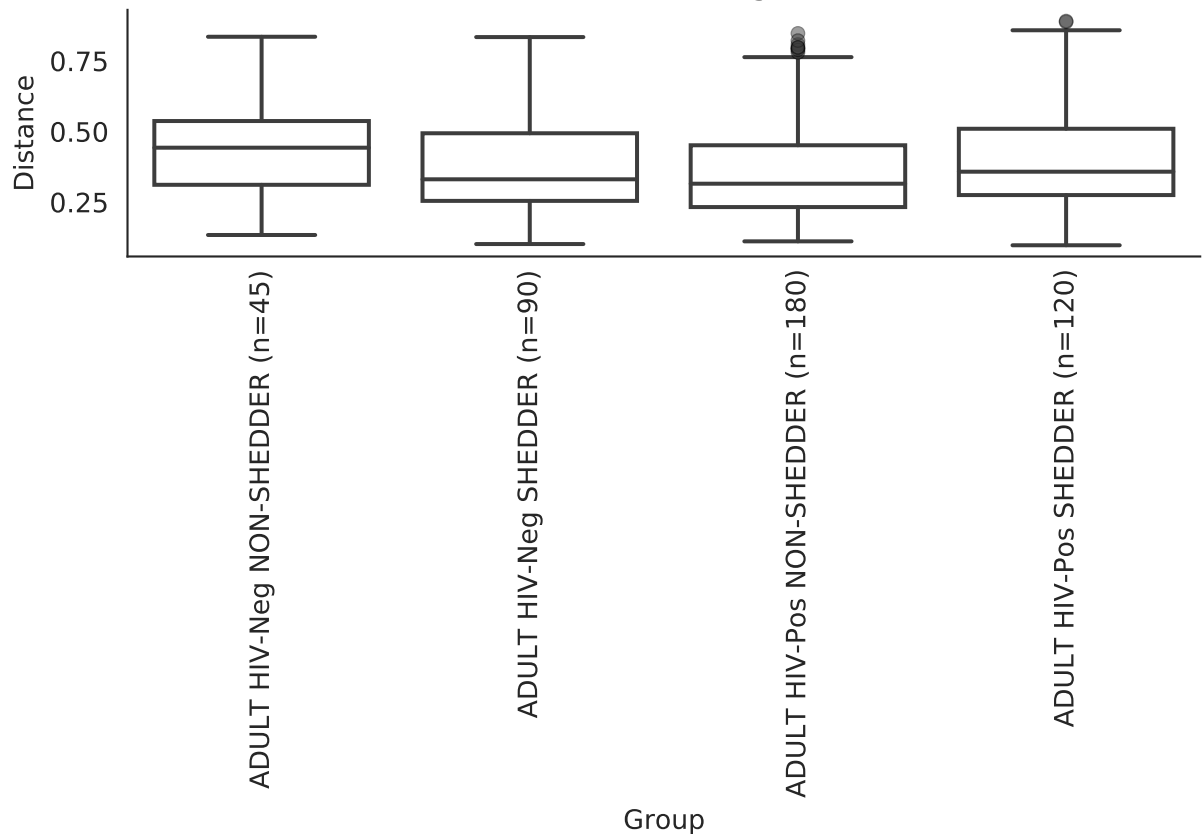 Distance
0.75
0.50
0.25
ADULT HIV-Neg NON-SHEDDER (n=45)
ADULT HIV-Neg SHEDDER (n=90)
ADULT HIV-Pos NON-SHEDDER (n=180)
ADULT HIV-Pos SHEDDER (n=120)
Group